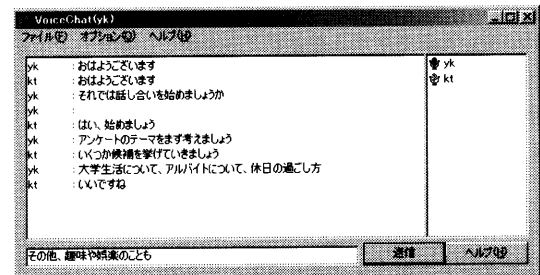 VoiceChat(yk)
ファイル(F) オプション(O) ヘルプ(H)
yk :おはようございます
kt :おはようございます
yk :それでは話し合いを始めましょうか
yk :
kt :はい、始めましょう
yk :アンケートのテーマをまず考えましょう
kt :いくつか候補を挙げていきましょう
yk :大学生活について、アルバイトについて、休日の過ごし方
kt :いいですね
yk
kt
その他、趣味や娯楽のことも
送信
ヘルプ(H)